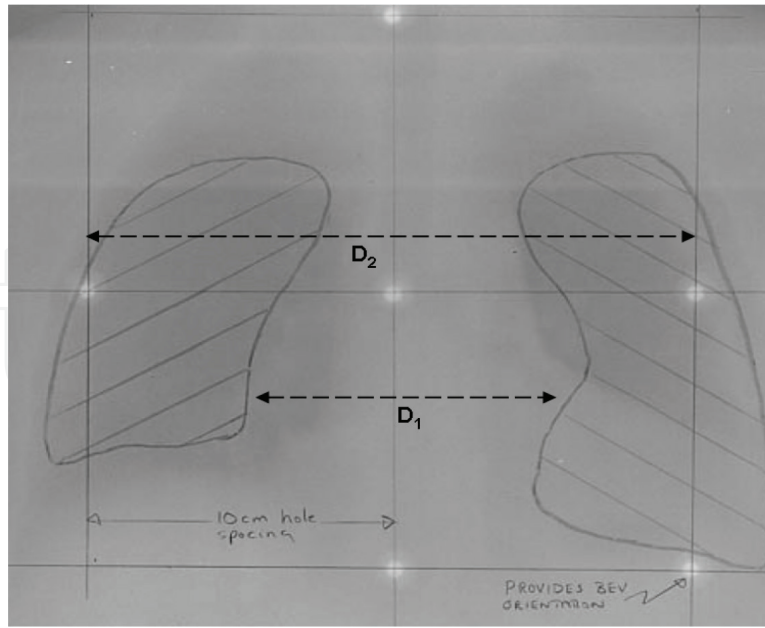 D2
D1
10cm hole
spacing
PROVIDES BEV
ORIENTATION